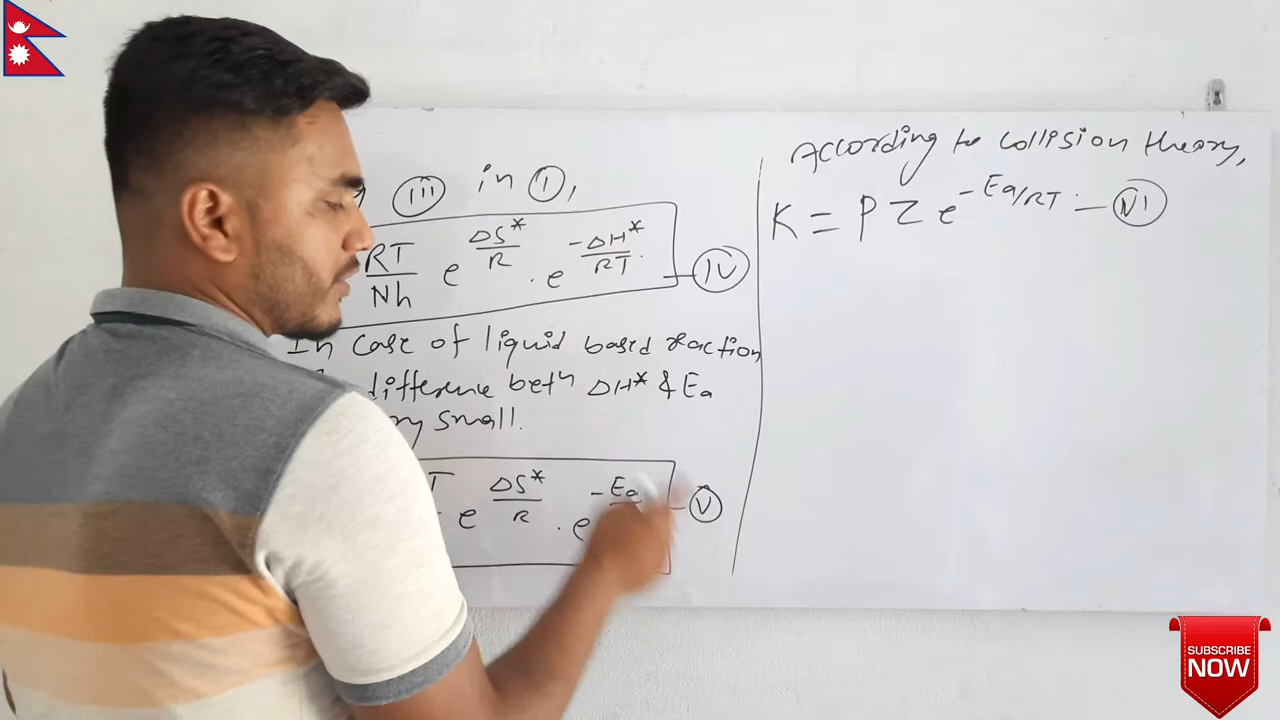 (iii) in (i),
RT/Nh e^ΔS*/R . e^-ΔH*/RT. — (iv)
In case of liquid based reaction
difference betn ΔH* & Ea
small.
e^ΔS*/R . e^-Ea — (v)
According to collision theory,
K = P Z e^-Ea/RT — (vi)
SUBSCRIBE
NOW